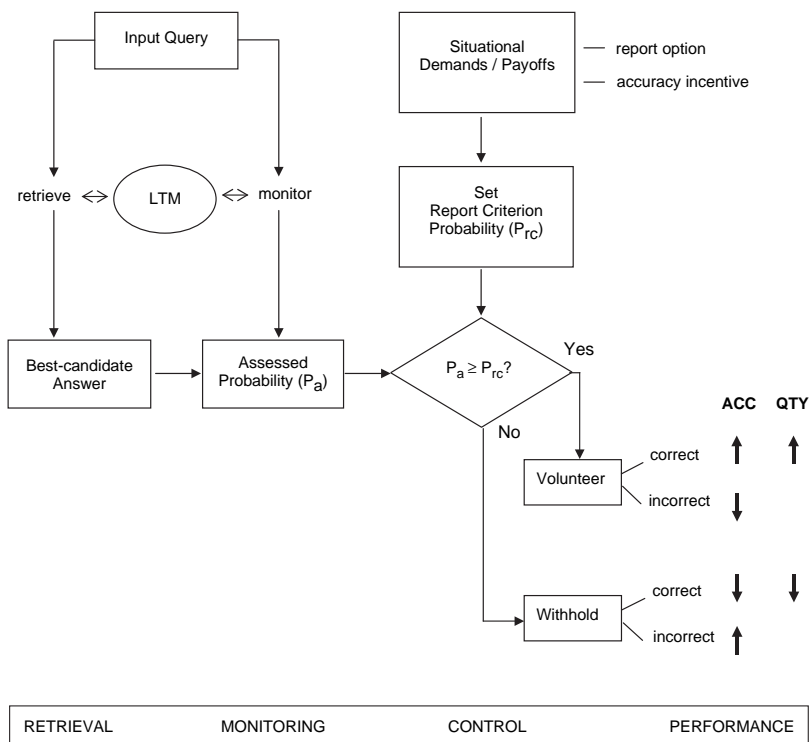 Input Query
Situational
Demands / Payoffs
report option
accuracy incentive
retrieve
LTM
monitor
Set
Report Criterion
Probability (Prc)
Best-candidate
Answer
Assessed
Probability (Pa)
Pa ≥ Prc?
Yes
No
ACC QTY
Volunteer
correct
incorrect
Withhold
correct
incorrect
RETRIEVAL MONITORING CONTROL PERFORMANCE